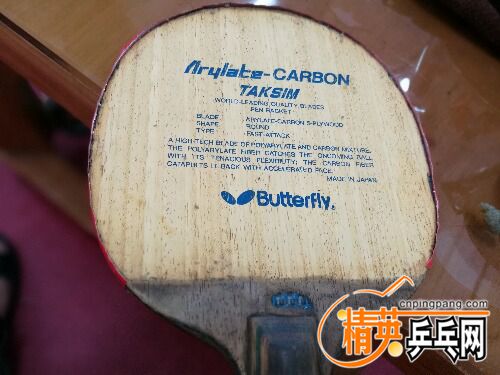 Arylate-CARBON
TAKSIM
WORLD-LEADING QUALITY BLADES
PEN RACKET
BLADE : ARYLATE-CARBON 5-PLYWOOD
SHAPE : ROUND
TYPE : FAST ATTACK
A HIGH-TECH BLADE OF POLYARYLATE AND CARBON MIXTURE.
THE POLYARYLATE FIBER CATCHES THE ONCOMING BALL
WITH ITS TENACIOUS FLEXIBILITY; THE CARBON FIBER
CATAPULTS IT BACK WITH ACCELERATED PACE.
MADE IN JAPAN
Butterfly
cnpingpang.com
精英乒乓网